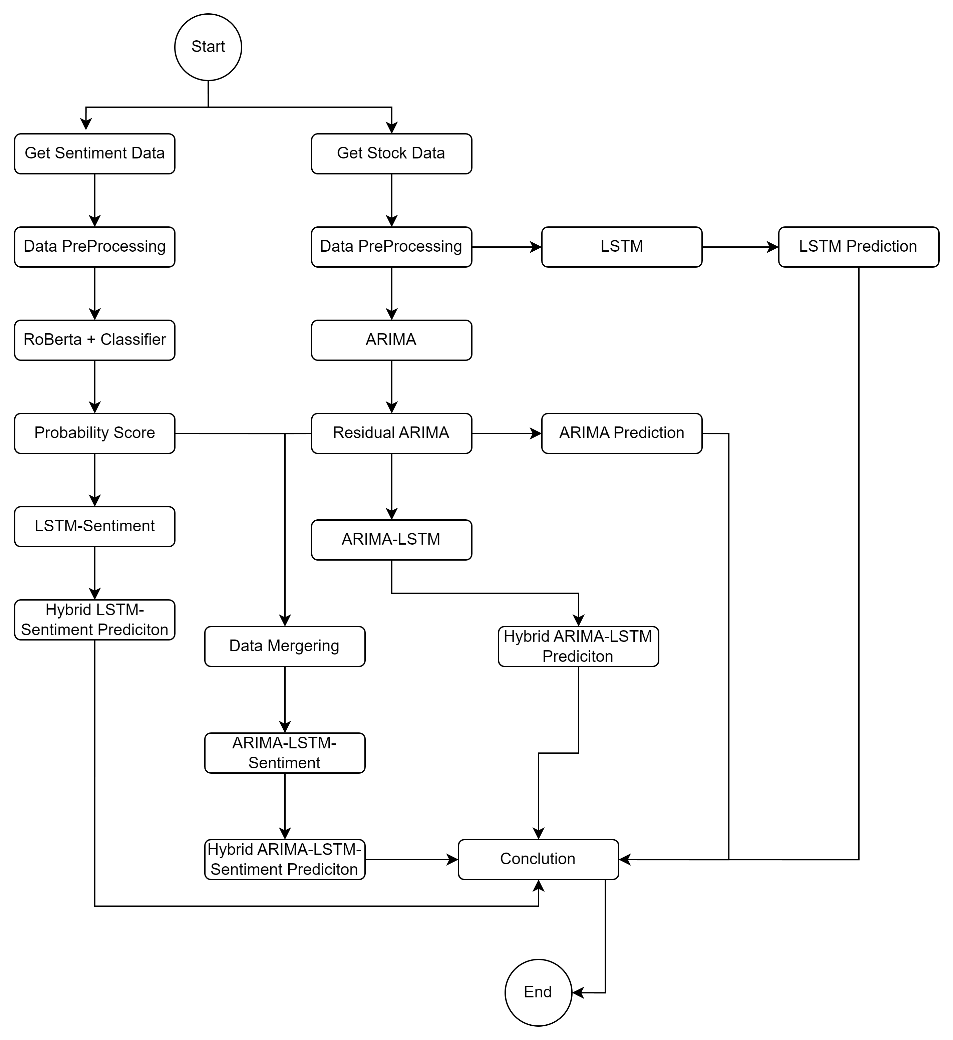 Start
Get Sentiment Data
Get Stock Data
Data PreProcessing
Data PreProcessing
LSTM
LSTM Prediction
RoBerta + Classifier
ARIMA
Probability Score
Residual ARIMA
ARIMA Prediction
LSTM-Sentiment
ARIMA-LSTM
Hybrid LSTM-
Sentiment Prediciton
Data Mergering
Hybrid ARIMA-LSTM
Prediciton
ARIMA-LSTM-
Sentiment
Hybrid ARIMA-LSTM-
Sentiment Prediciton
Conclution
End